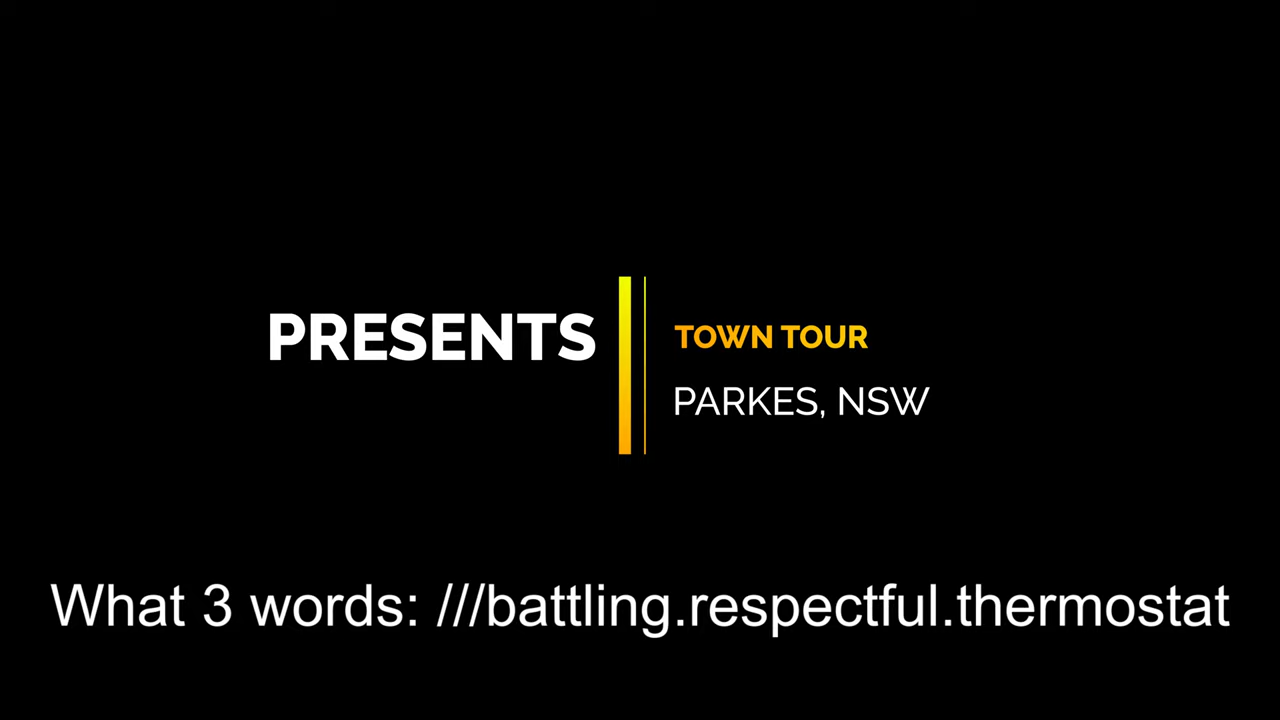 PRESENTS
TOWN TOUR
PARKES, NSW
What 3 words: ///battling.respectful.thermostat